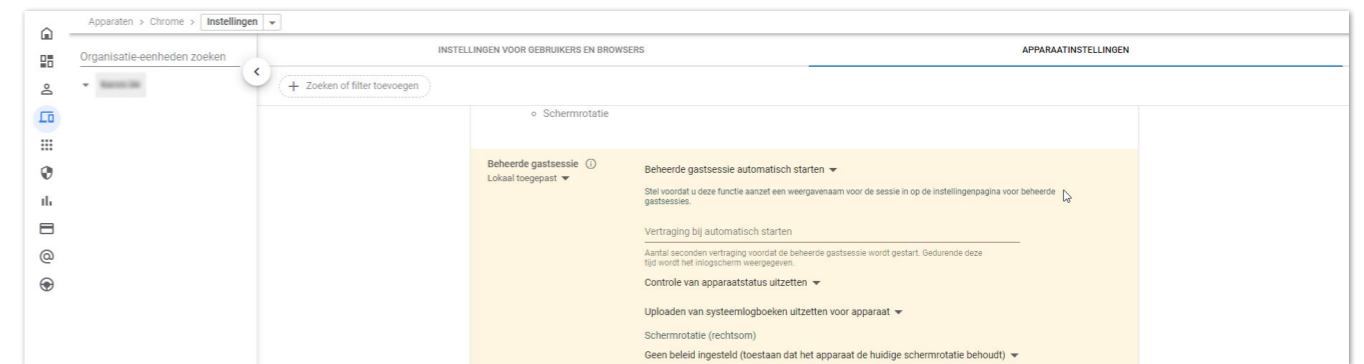 Apparaten > Chrome > Instellingen
Organisatie-eenheden zoeken
INSTELLINGEN VOOR GEBRUIKERS EN BROWSERS
APPARAATINSTELLINGEN
+ Zoeken of filter toevoegen
Schermrotatie
Beheerde gastsessie
Lokaal toegepast
Beheerde gastsessie automatisch starten
Stel voordat u deze functie aanzet een weergavenaam voor de sessie in op de instellingenpagina voor beheerde
gastsessies.
Vertraging bij automatisch starten
Aantal seconden vertraging voordat de beheerde gastsessie wordt gestart. Gedurende deze
tijd wordt het inlogscherm weergegeven.
Controle van apparaatstatus uitzetten
Uploaden van systeemlogboeken uitzetten voor apparaat
Schermrotatie (rechtsom)
Geen beleid ingesteld (toestaan dat het apparaat de huidige schermrotatie behoudt)